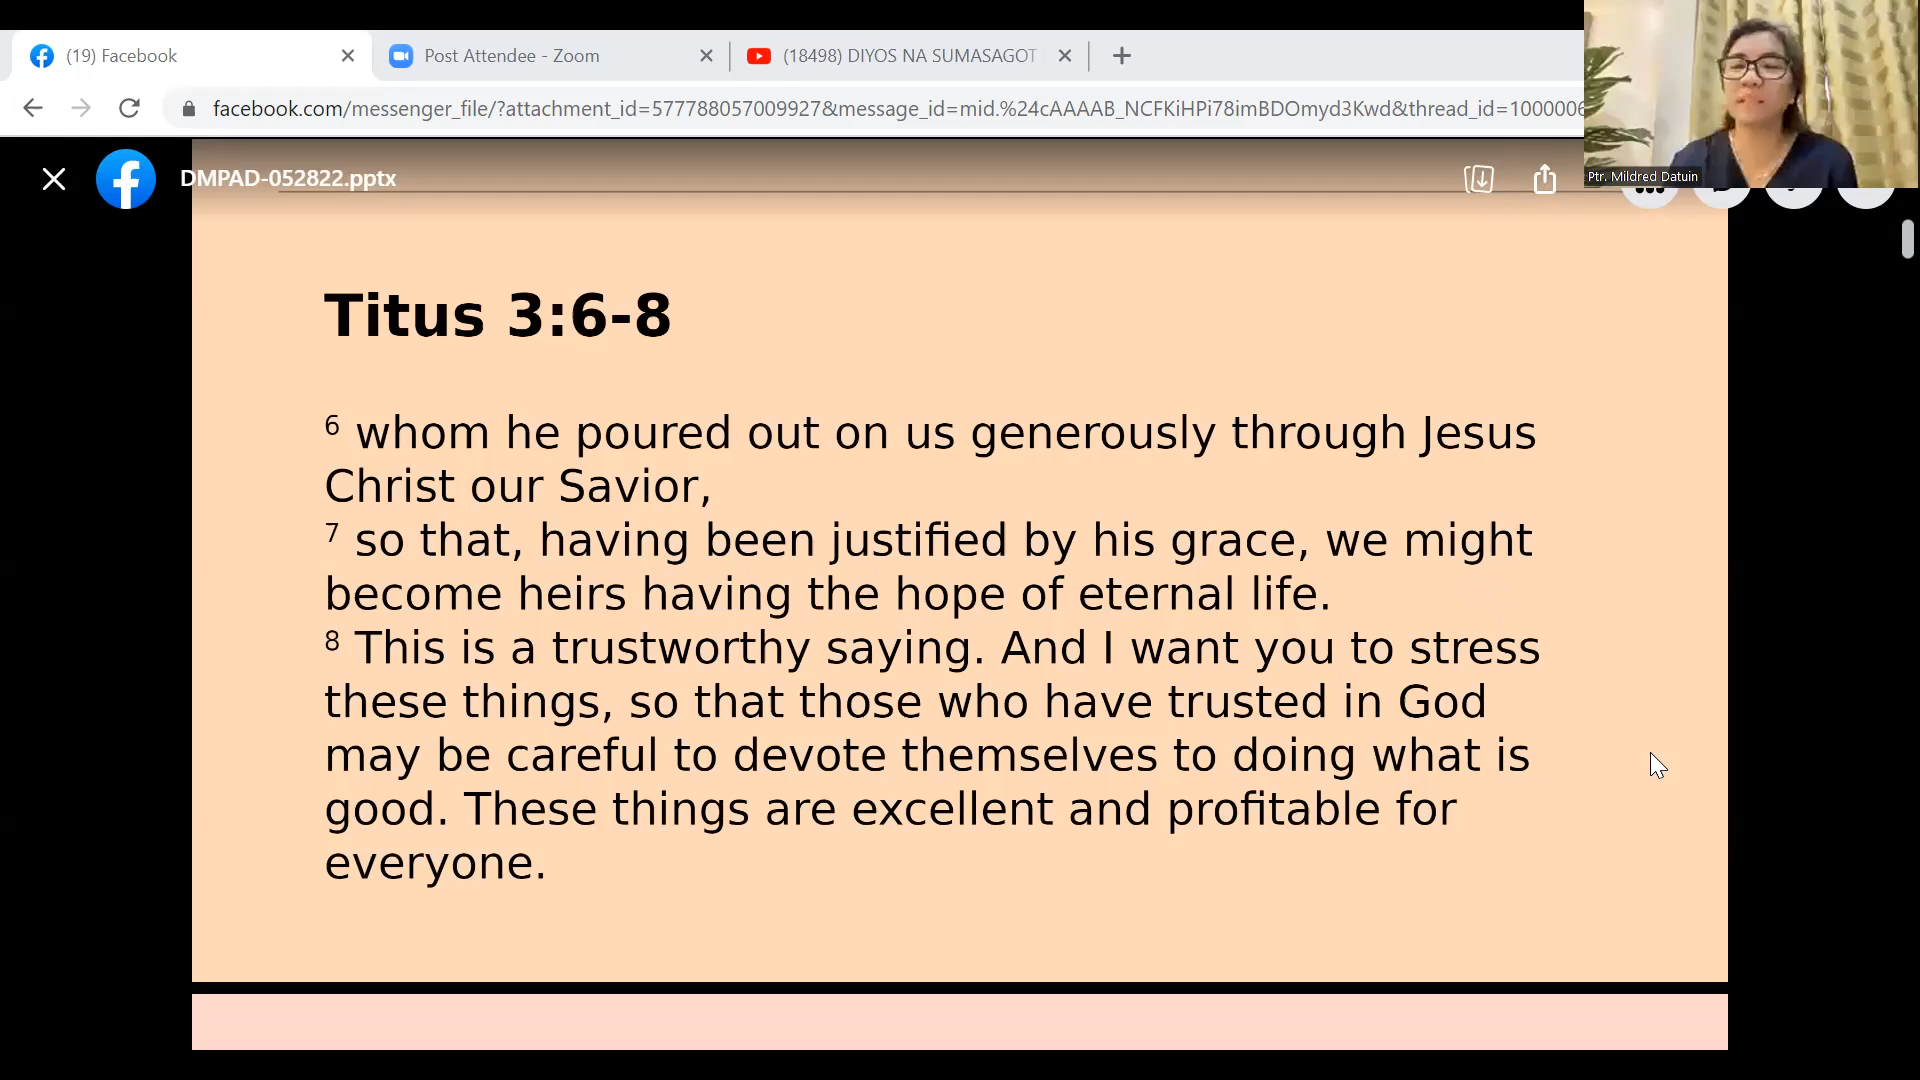 (19) Facebook
Post Attendee - Zoom
(18498) DIYOS NA SUMASAGOT
facebook.com/messenger_file/?attachment_id=577788057009927&message_id=mid.%24cAAAAB_NCFKiHPi78imBDOmyd3Kwd&thread_id=1000006
Ptr. Mildred Datuin
DMPAD-052822.pptx
Titus 3:6-8
6 whom he poured out on us generously through Jesus
Christ our Savior,
7 so that, having been justified by his grace, we might
become heirs having the hope of eternal life.
8 This is a trustworthy saying. And I want you to stress
these things, so that those who have trusted in God
may be careful to devote themselves to doing what is
good. These things are excellent and profitable for
everyone.